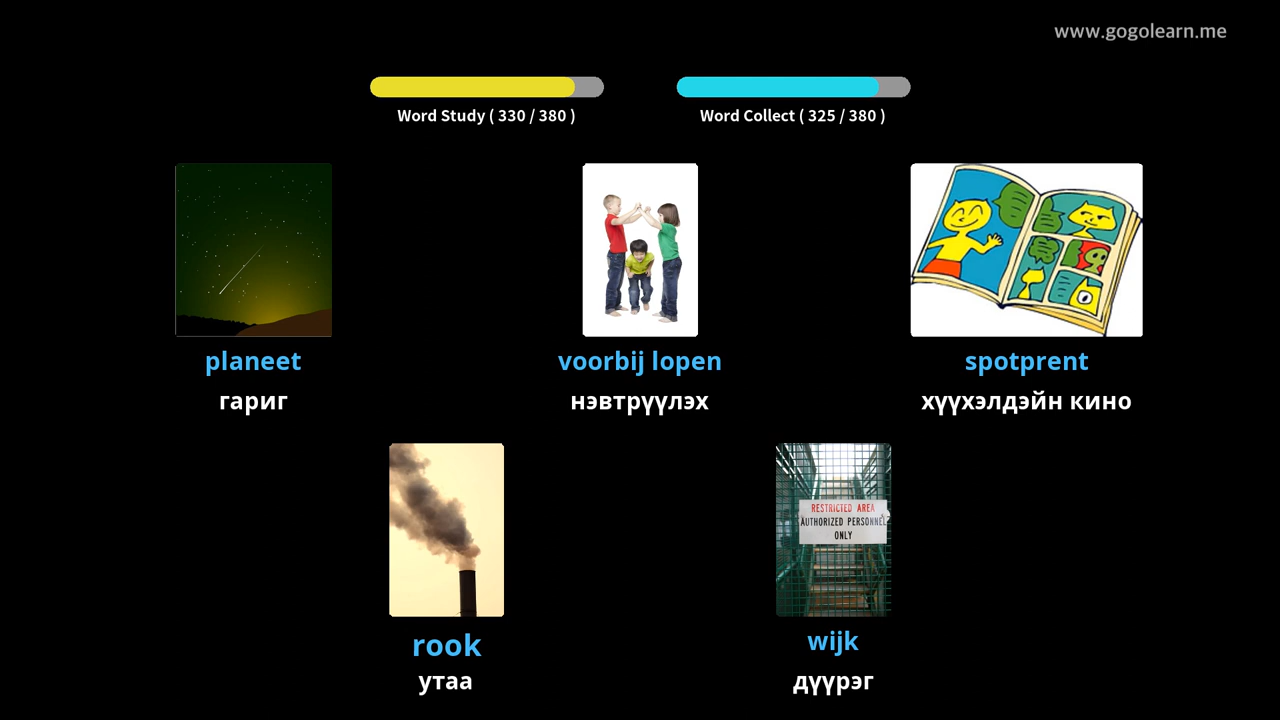 www.gogolearn.me
Word Study ( 330 / 380 )
Word Collect ( 325 / 380 )
planeet
voorbij lopen
spotprent
гариг
нэвтрүүлэх
хүүхэлдэйн кино
RESTRICTED AREA
AUTHORIZED PERSONNEL
ONLY
rook
wijk
утаа
дүүрэг